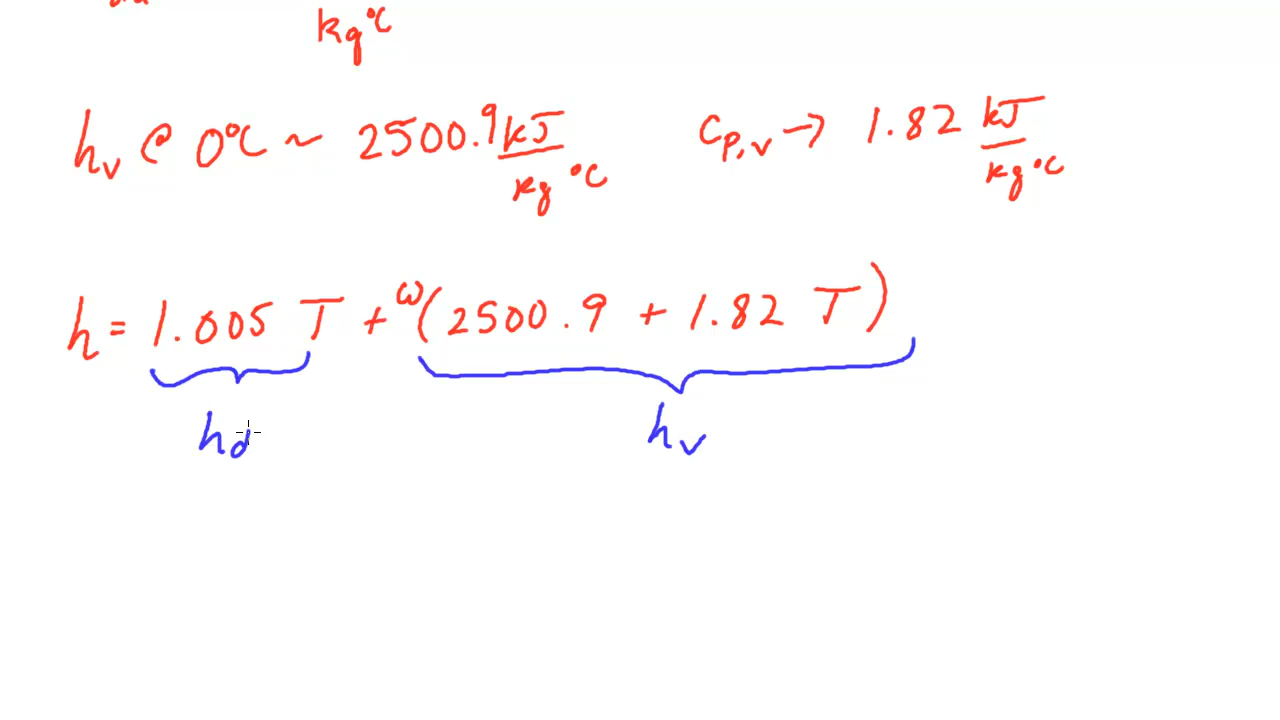 kg°C
h_v @ 0°C ~ 2500.9 kJ/kg°C C_p,v → 1.82 kJ/kg°C
h = 1.005 T + ω(2500.9 + 1.82 T)
h_d h_v